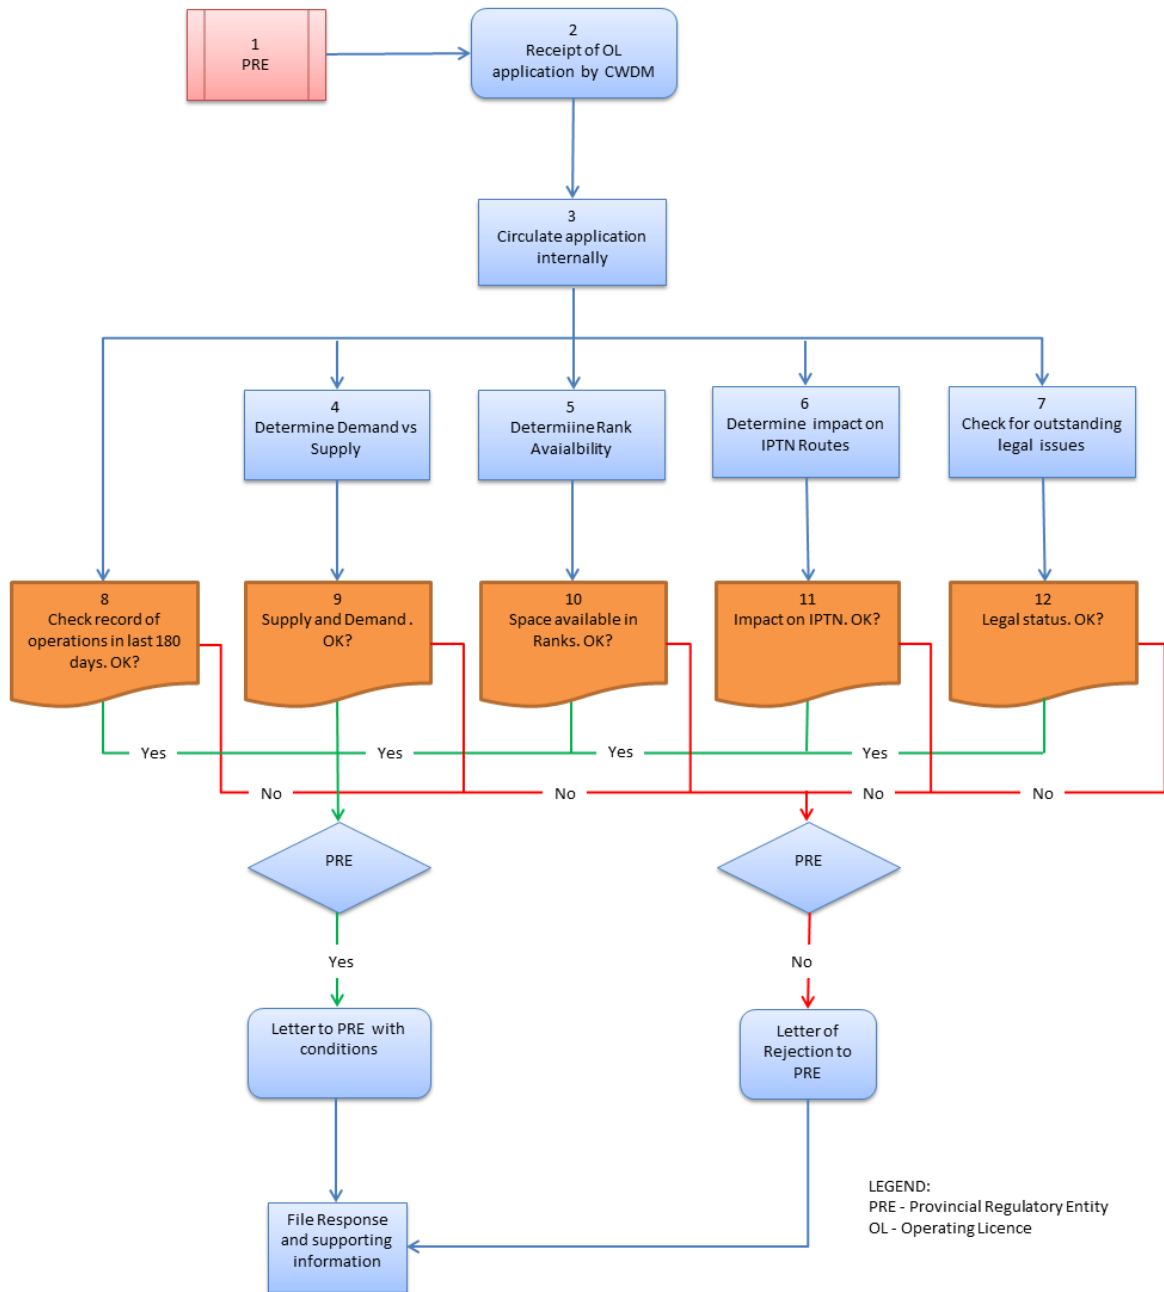 1
PRE
2
Receipt of OL
application by CWDM
3
Circulate application
internally
4
Determine Demand vs
Supply
5
Determiine Rank
Avaialbility
6
Determine impact on
IPTN Routes
7
Check for outstanding
legal issues
8
Check record of
operations in last 180
days. OK?
9
Supply and Demand .
OK?
10
Space available in
Ranks. OK?
11
Impact on IPTN. OK?
12
Legal status. OK?
Yes
Yes
Yes
Yes
No
No
No
No
PRE
PRE
Yes
No
Letter to PRE with
conditions
Letter of
Rejection to
PRE
File Response
and supporting
information
LEGEND:
PRE - Provincial Regulatory Entity
OL - Operating Licence